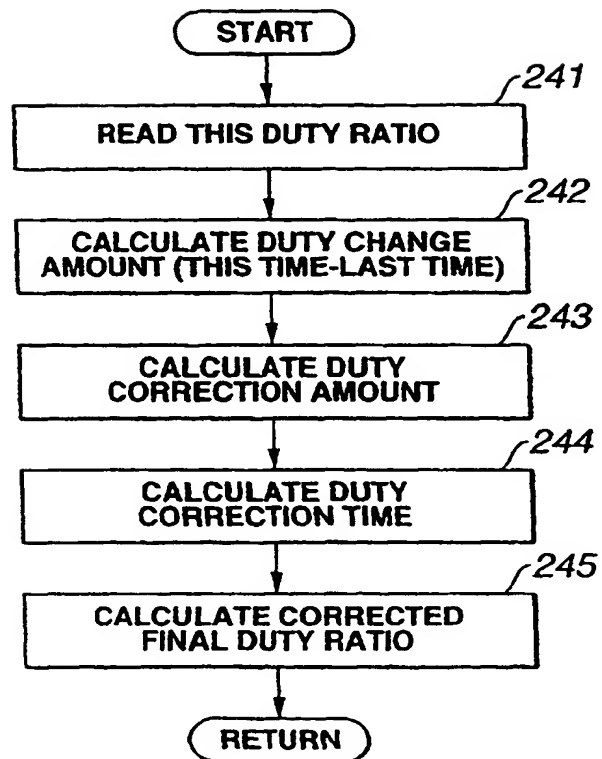 START
241
READ THIS DUTY RATIO
242
CALCULATE DUTY CHANGE
AMOUNT (THIS TIME-LAST TIME)
243
CALCULATE DUTY
CORRECTION AMOUNT
244
CALCULATE DUTY
CORRECTION TIME
245
CALCULATE CORRECTED
FINAL DUTY RATIO
RETURN